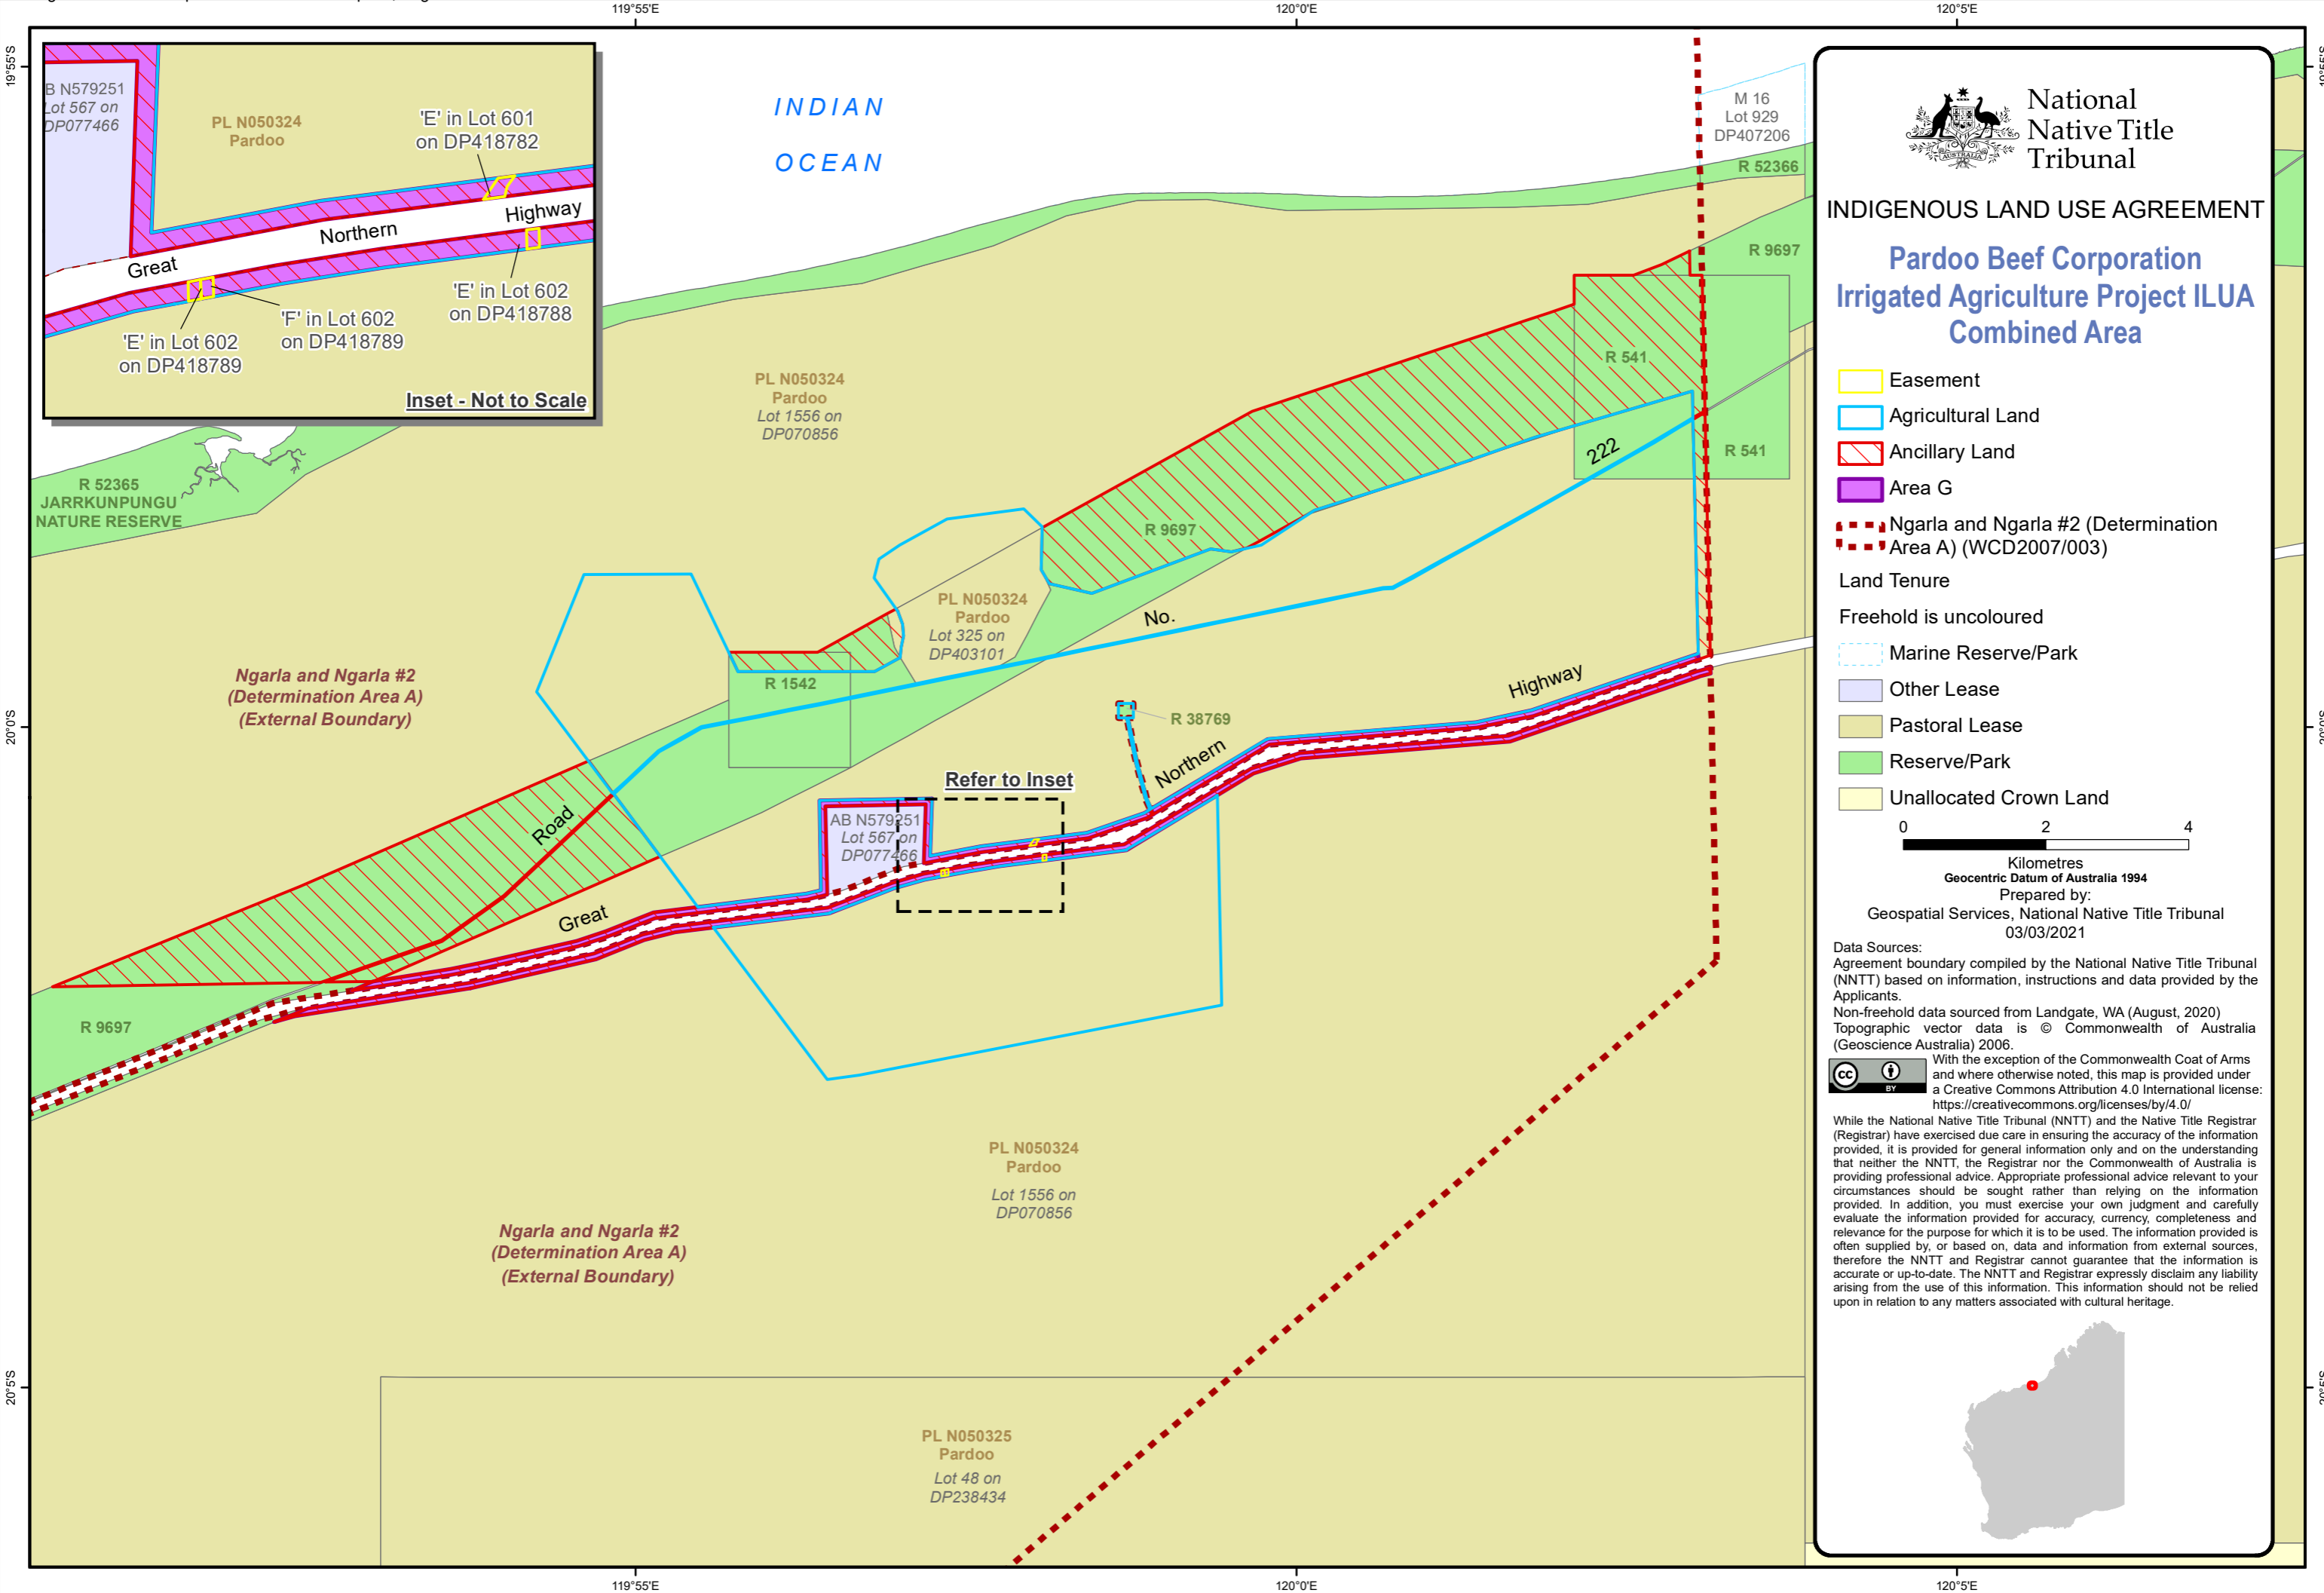 119°55'E
120°0'E
120°5'E
19°55'S
19°55'S
B N579251
Lot 567 on
DP077466
PL N050324
Pardoo
'E' in Lot 601
on DP418782
Highway
Northern
Great
'E' in Lot 602
on DP418788
'F' in Lot 602
on DP418789
'E' in Lot 602
on DP418789
Inset - Not to Scale
INDIAN
OCEAN
M 16
Lot 929
DP407206
R 52366
R 9697
R 541
R 541
222
PL N050324
Pardoo
Lot 1556 on
DP070856
R 52365
JARRKUNPUNGU
NATURE RESERVE
R 9697
PL N050324
Pardoo
Lot 325 on
DP403101
No.
Ngarla and Ngarla #2
(Determination Area A)
(External Boundary)
R 1542
R 38769
Highway
Northern
Refer to Inset
20°0'S
20°0'S
Road
AB N579251
Lot 567 on
DP077466
Great
R 9697
PL N050324
Pardoo
Lot 1556 on
DP070856
Ngarla and Ngarla #2
(Determination Area A)
(External Boundary)
20°5'S
20°5'S
PL N050325
Pardoo
Lot 48 on
DP238434
119°55'E
120°0'E
120°5'E
AUSTRALIA
National
Native Title
Tribunal
INDIGENOUS LAND USE AGREEMENT
Pardoo Beef Corporation
Irrigated Agriculture Project ILUA
Combined Area
Easement
Agricultural Land
Ancillary Land
Area G
Ngarla and Ngarla #2 (Determination
Area A) (WCD2007/003)
Land Tenure
Freehold is uncoloured
Marine Reserve/Park
Other Lease
Pastoral Lease
Reserve/Park
Unallocated Crown Land
0 2 4
Kilometres
Geocentric Datum of Australia 1994
Prepared by:
Geospatial Services, National Native Title Tribunal
03/03/2021
Data Sources:
Agreement boundary compiled by the National Native Title Tribunal
(NNTT) based on information, instructions and data provided by the
Applicants.
Non-freehold data sourced from Landgate, WA (August, 2020)
Topographic vector data is © Commonwealth of Australia
(Geoscience Australia) 2006.
cc BY
With the exception of the Commonwealth Coat of Arms
and where otherwise noted, this map is provided under
a Creative Commons Attribution 4.0 International license:
https://creativecommons.org/licenses/by/4.0/
While the National Native Title Tribunal (NNTT) and the Native Title Registrar
(Registrar) have exercised due care in ensuring the accuracy of the information
provided, it is provided for general information only and on the understanding
that neither the NNTT, the Registrar nor the Commonwealth of Australia is
providing professional advice. Appropriate professional advice relevant to your
circumstances should be sought rather than relying on the information
provided. In addition, you must exercise your own judgment and carefully
evaluate the information provided for accuracy, currency, completeness and
relevance for the purpose for which it is to be used. The information provided is
often supplied by, or based on, data and information from external sources,
therefore the NNTT and Registrar cannot guarantee that the information is
accurate or up-to-date. The NNTT and Registrar expressly disclaim any liability
arising from the use of this information. This information should not be relied
upon in relation to any matters associated with cultural heritage.